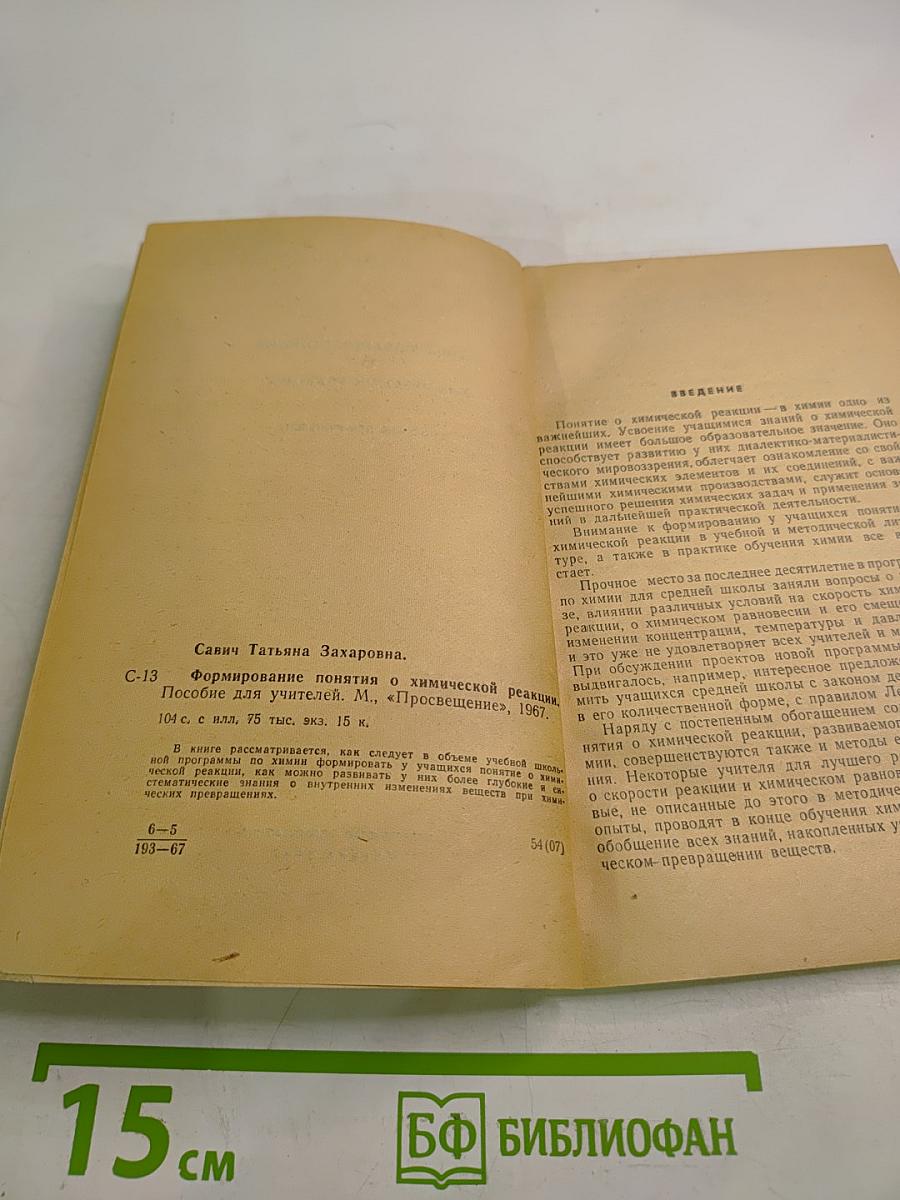 Савич Татьяна Захаровна.
С-13 Формирование понятия о химической реакции.
Пособие для учителей. М., «Просвещение», 1967.
104 с. с илл. 75 тыс. экз. 15 к.
В книге рассматривается, как следует в объеме учебной школь-
ной программы по химии формировать у учащихся понятие о хими-
ческой реакции, как можно развивать у них более глубокие и си-
стематические знания о внутренних изменениях веществ при хими-
ческих превращениях.
6—5
193—67
54 (07)
ВВЕДЕНИЕ
Понятие о химической реакции — в химии одно из
важнейших. Усвоение учащимися знаний о химической
реакции имеет большое образовательное значение. Оно
способствует развитию у них диалектико-материалисти-
ческого мировоззрения, облегчает ознакомление со свой
ствами химических элементов и их соединений, с важ
нейшими химическими производствами, служит основ
успешного решения химических задач и применения з
ний в дальнейшей практической деятельности.
Внимание к формированию у учащихся поняти
химической реакции в учебной и методической ли
туре, а также в практике обучения химии все в
стает.
Прочное место за последнее десятилетие в прогр
по химии для средней школы заняли вопросы о
зе, влиянии различных условий на скорость хим
реакции, о химическом равновесии и его смещ
изменении концентрации, температуры и давл
и это уже не удовлетворяет всех учителей и м
При обсуждении проектов новой программы
выдвигалось, например, интересное предлож
мить учащихся средней школы с законом де
в его количественной форме, с правилом Ле
Наряду с постепенным обогащением со
нятия о химической реакции, развиваемог
мии, совершенствуются также и методы е
ния. Некоторые учителя для лучшего р
о скорости реакции и химическом равнов
вые, не описанные до этого в методиче
опыты, проводят в конце обучения хим
обобщение всех знаний, накопленных у
ческом превращении веществ.
15 см
БФ БИБЛИОФАН